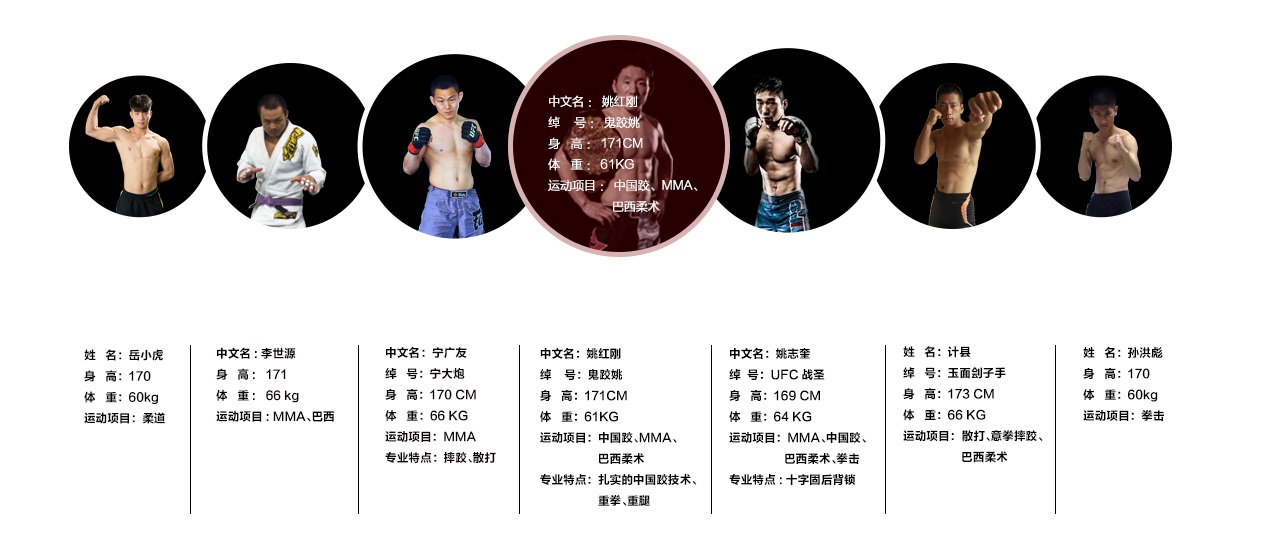 中文名： 姚红刚
绰 号： 鬼跤姚
身 高： 171CM
体 重： 61KG
运动项目： 中国跤、MMA、
巴西柔术
姓 名：岳小虎
身 高：170
体 重：60kg
运动项目：柔道
中文名：李世源
身 高： 171
体 重： 66 kg
运动项目：MMA、巴西
中文名：宁广友
绰 号：宁大炮
身 高：170 CM
体 重：66 KG
运动项目：MMA
专业特点：摔跤、散打
中文名：姚红刚
绰 号：鬼跤姚
身 高：171CM
体 重：61KG
运动项目：中国跤、MMA、
巴西柔术
专业特点：扎实的中国跤技术、
重拳、重腿
中文名：姚志奎
绰 号：UFC 战圣
身 高：169 CM
体 重：64 KG
运动项目：MMA、中国跤、
巴西柔术、拳击
专业特点：十字固后背锁
姓 名：计县
绰 号：玉面刽子手
身 高：173 CM
体 重：66 KG
运动项目：散打、意拳摔跤、
巴西柔术
姓 名：孙洪彪
身 高：170
体 重：60kg
运动项目：拳击